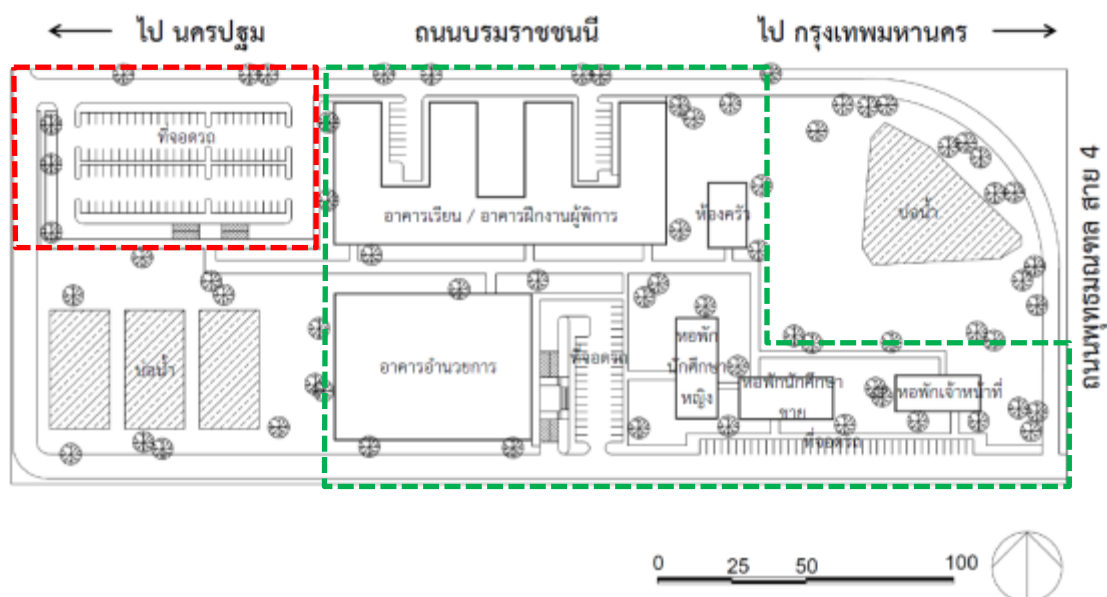 ไป นครปฐม
ถนนบรมราชชนนี
ไป กรุงเทพมหานคร
ที่จอดรถ
อาคารเรียน / อาคารฝึกงานผู้พิการ
ห้องครัว
บ่อน้ำ
ถนนพุทธมณฑล สาย 4
บ่อน้ำ
อาคารอำนวยการ
ที่จอดรถ
หอพัก
นักศึกษา
หญิง
หอพักนักศึกษา
ชาย
หอพักเจ้าหน้าที่
ที่จอดรถ
0 25 50 100